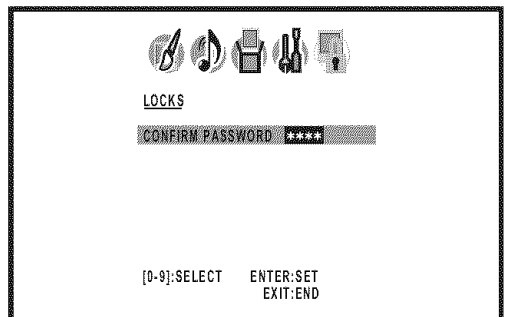 LOCKS
CONFIRM PASSWORD ****
[0-9]:SELECT ENTER:SET
EXIT:END